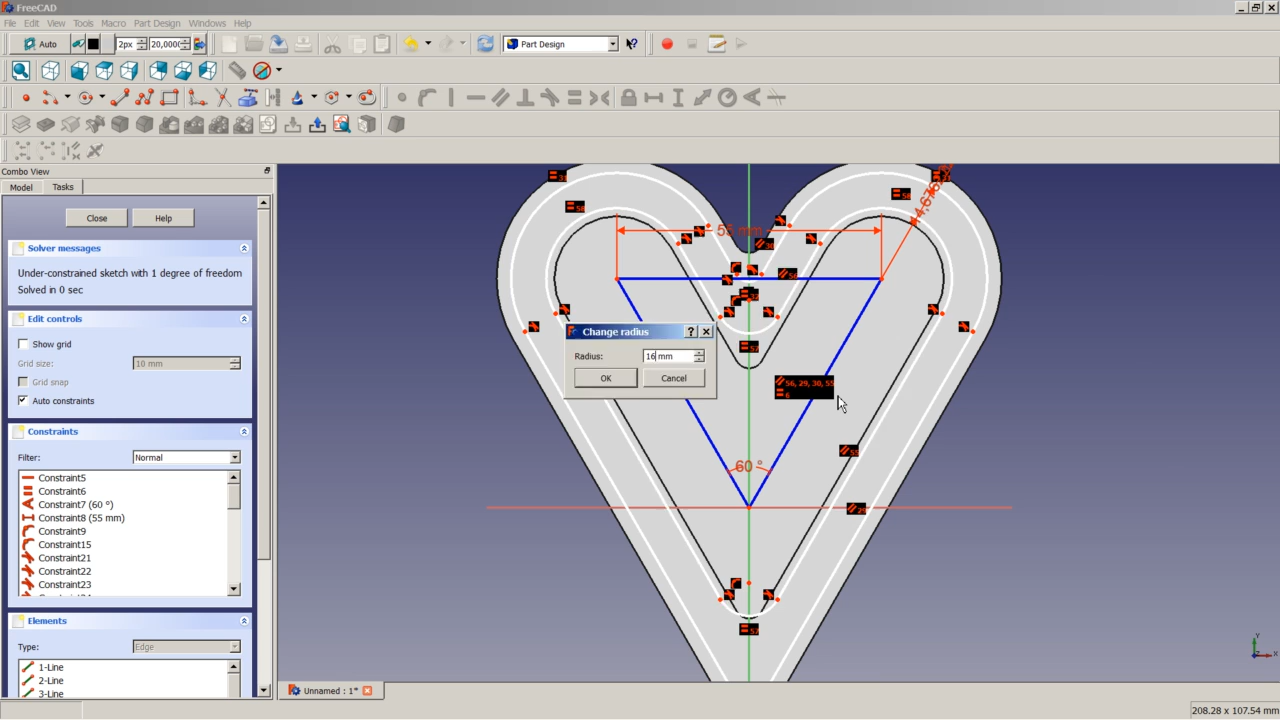 FreeCAD
File Edit View Tools Macro Part Design Windows Help
Auto 2px 20,000 Part Design
Combo View
Model Tasks
Close Help
Solver messages
Under-constrained sketch with 1 degree of freedom
Solved in 0 sec
Edit controls
Show grid
Grid size: 10 mm
Grid snap
Auto constraints
Constraints
Filter: Normal
Constraint5
Constraint6
Constraint7 (60 °)
Constraint8 (55 mm)
Constraint9
Constraint15
Constraint21
Constraint22
Constraint23
Elements
Type: Edge
1-Line
2-Line
3-Line
55 mm
Change radius
Radius: 16 mm
OK Cancel
56, 29, 30, 55
6
60 °
55
29
Y
X
Z
Unnamed : 1*
208.28 x 107.54 mm